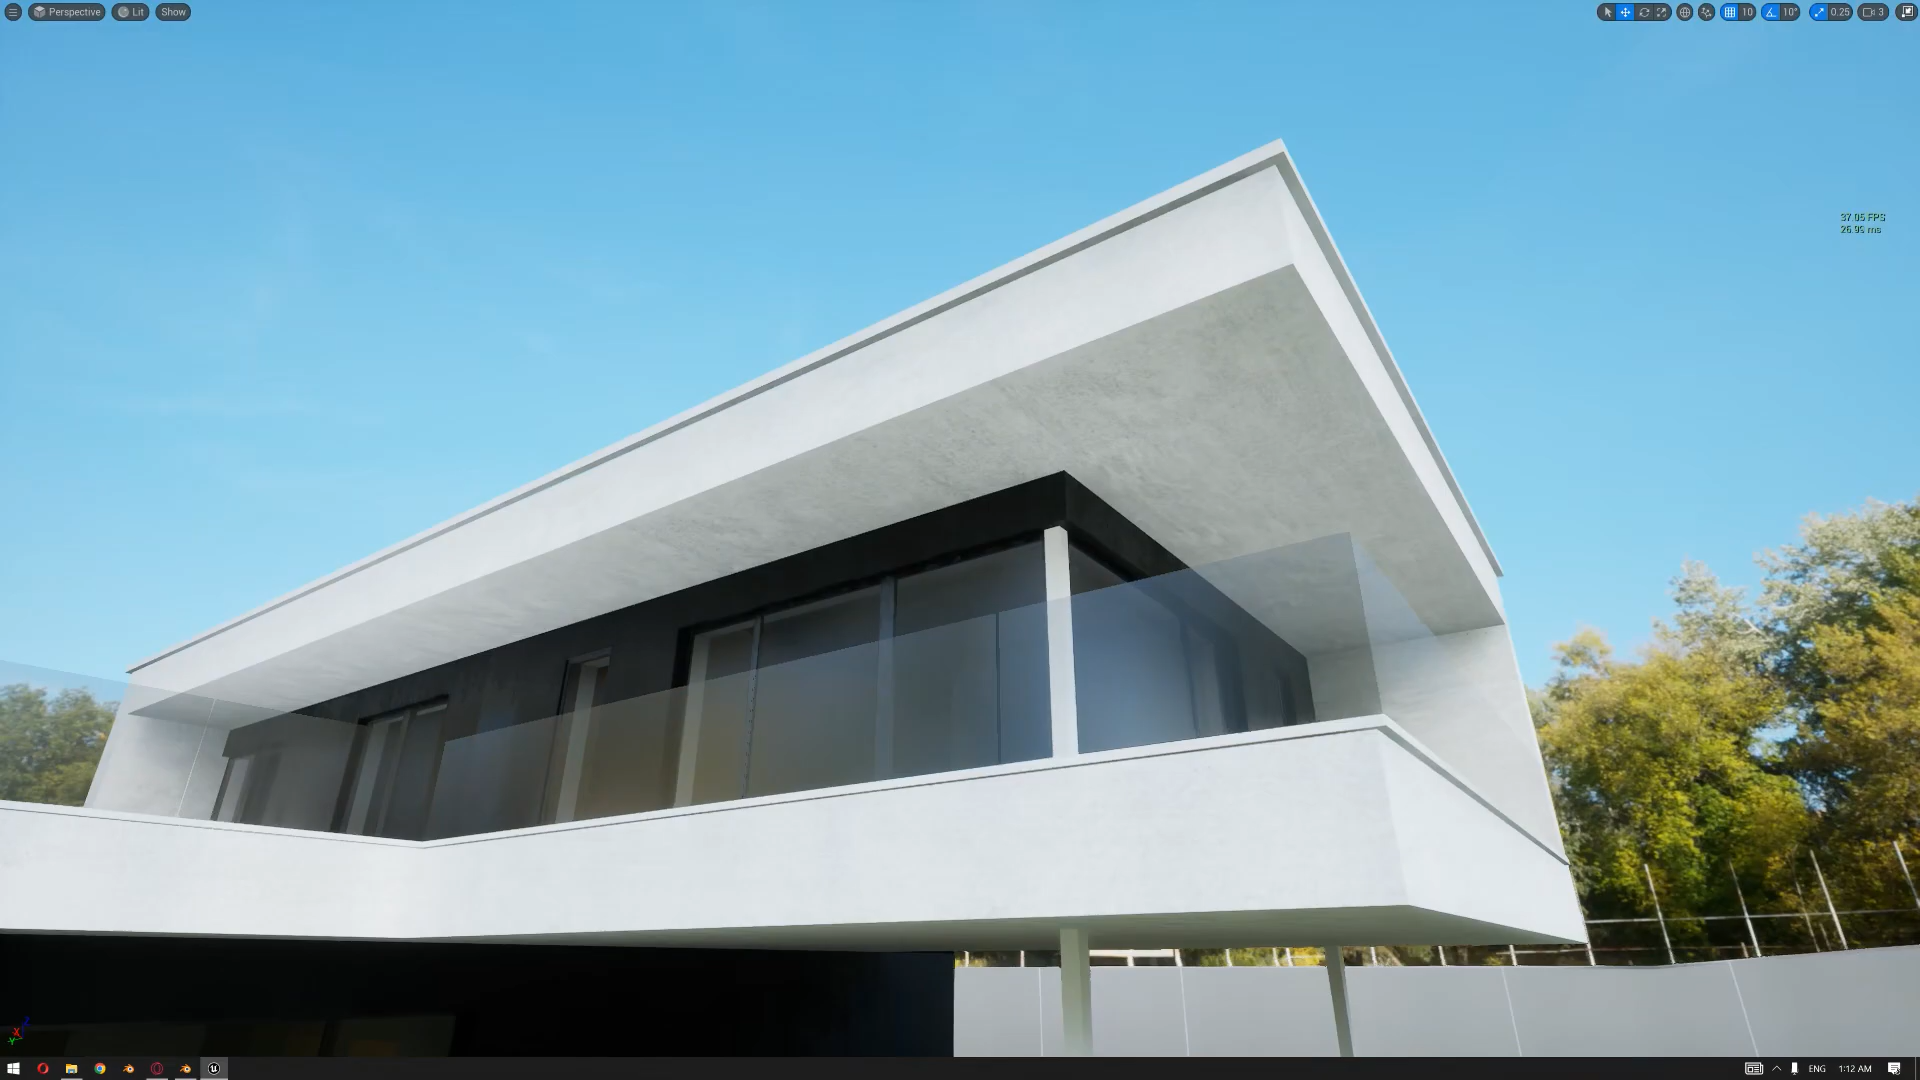 Perspective Lit Show
10 10° 0.25 3
37.05 FPS
26.99 ms
X
Y
ENG 1:12 AM